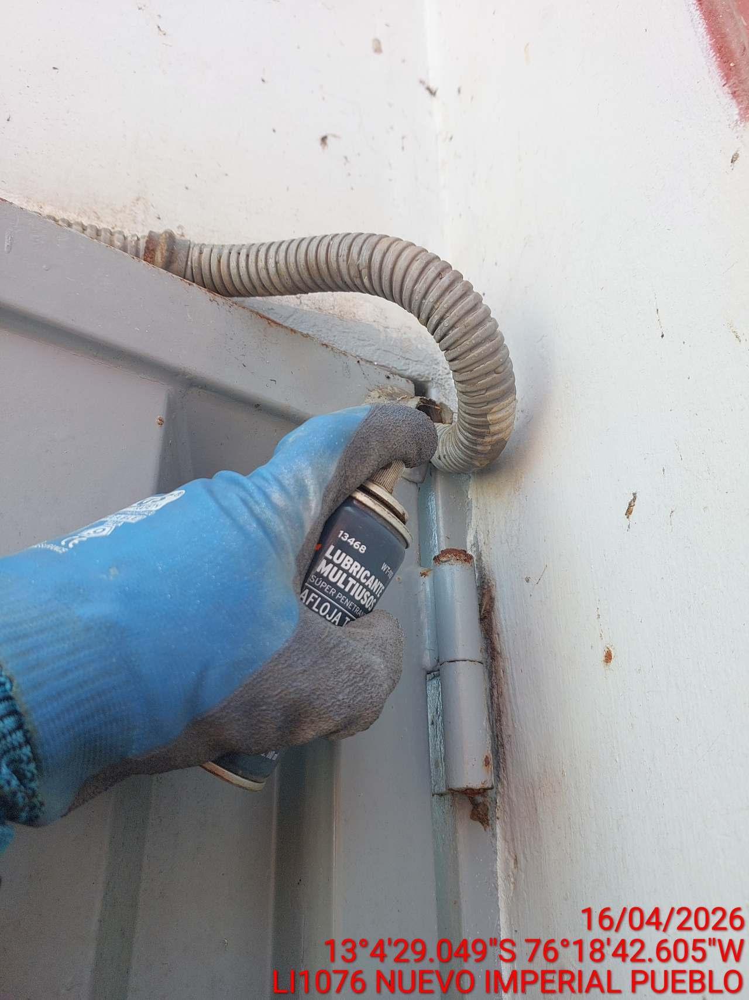 13468
LUBRICANTE
MULTIUSOS
SÚPER
AFLOJA
16/04/2026
13°4'29.049"S 76°18'42.605"W
LI1076 NUEVO IMPERIAL PUEBLO